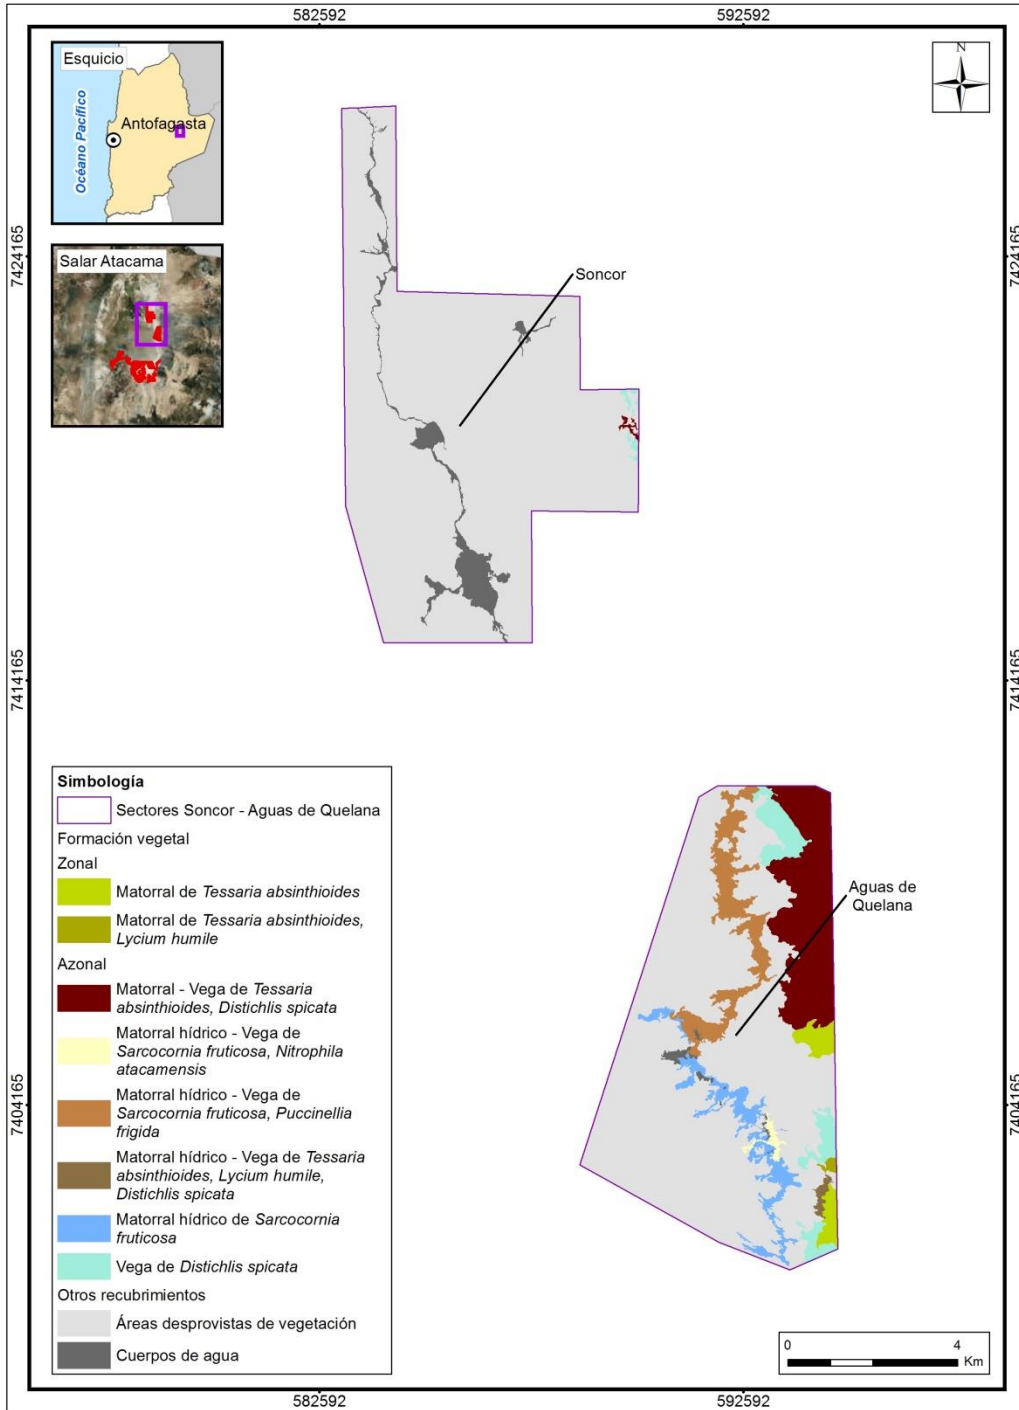 582592
592592
Esquicio
Océano Pacífico
Antofagasta
N
7424165
7424165
Salar Atacama
Soncor
7414165
7414165
Simbología
Sectores Soncor - Aguas de Quelana
Formación vegetal
Zonal
Matorral de Tessaria absinthioides
Matorral de Tessaria absinthioides,
Lycium humile
Azonal
Matorral - Vega de Tessaria
absinthioides, Distichlis spicata
Matorral hídrico - Vega de
Sarcocornia fruticosa, Nitrophila
atacamensis
Matorral hídrico - Vega de
Sarcocornia fruticosa, Puccinellia
frigida
Matorral hídrico - Vega de Tessaria
absinthioides, Lycium humile,
Distichlis spicata
Matorral hídrico de Sarcocornia
fruticosa
Vega de Distichlis spicata
Otros recubrimientos
Áreas desprovistas de vegetación
Cuerpos de agua
Aguas de
Quelana
7404165
7404165
0 4
Km
582592
592592